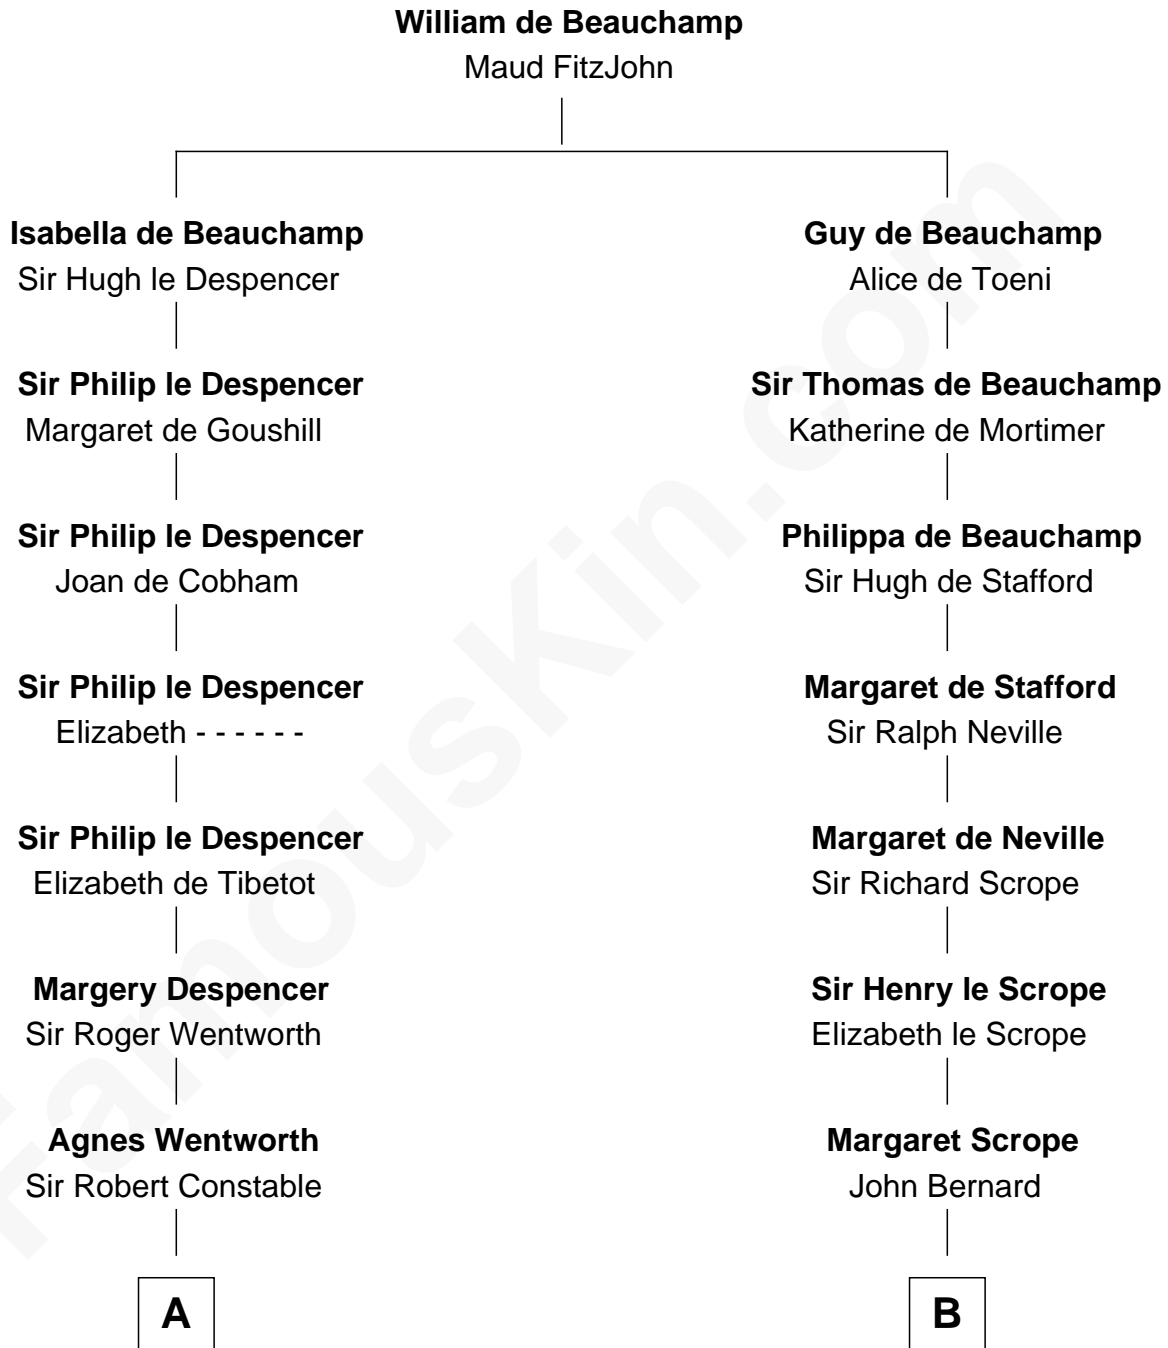 William de Beauchamp
Maud FitzJohn
Isabella de Beauchamp
Sir Hugh le Despencer
Guy de Beauchamp
Alice de Toeni
Sir Philip le Despencer
Margaret de Goushill
Sir Thomas de Beauchamp
Katherine de Mortimer
Sir Philip le Despencer
Joan de Cobham
Philippa de Beauchamp
Sir Hugh de Stafford
Sir Philip le Despencer
Elizabeth - - - - - -
Margaret de Stafford
Sir Ralph Neville
Sir Philip le Despencer
Elizabeth de Tibetot
Margaret de Neville
Sir Richard Scrope
Margery Despencer
Sir Roger Wentworth
Sir Henry le Scrope
Elizabeth le Scrope
Agnes Wentworth
Sir Robert Constable
Margaret Scrope
John Bernard
A
B
FamousKin.com